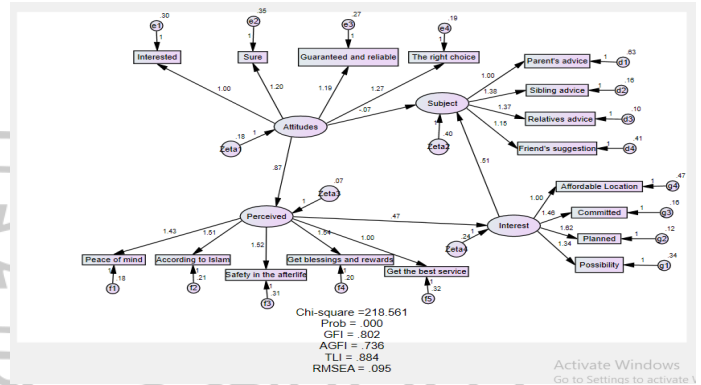 .30 .35 .27 .19
e1 e2 e3 e4
1 1 1 1
Interested Sure Guaranteed and reliable The right choice
1.00 1.20 1.19 1.27
Attitudes
.18
Zeta1 1
-.07
Subject
.40
Zeta2
1.00 Parent's advice 1 d1 .63
1.38 Sibling advice 1 d2 .16
1.37 Relatives advice 1 d3 .10
1.15 Friend's suggestion 1 d4 .41
.87
.51
.07
Zeta3
1
Perceived
.47
Interest
.24
Zeta4 1
1.00 Affordable Location 1 g4 .47
1.46 Committed 1 g3 .16
1.62 Planned 1 g2 .12
1.34 Possibility 1 g1 .34
1.43 1.51 1.52 1.54 1.00
Peace of mind According to Islam Safety in the afterlife Get blessings and rewards Get the best service
1 1 1 1 1
.18 .21 .31 .20 .32
f1 f2 f3 f4 f5
Chi-square =218.561
Prob = .000
GFI = .802
AGFI = .736
TLI = .884
RMSEA = .095
Activate Windows
Go to Settings to activate